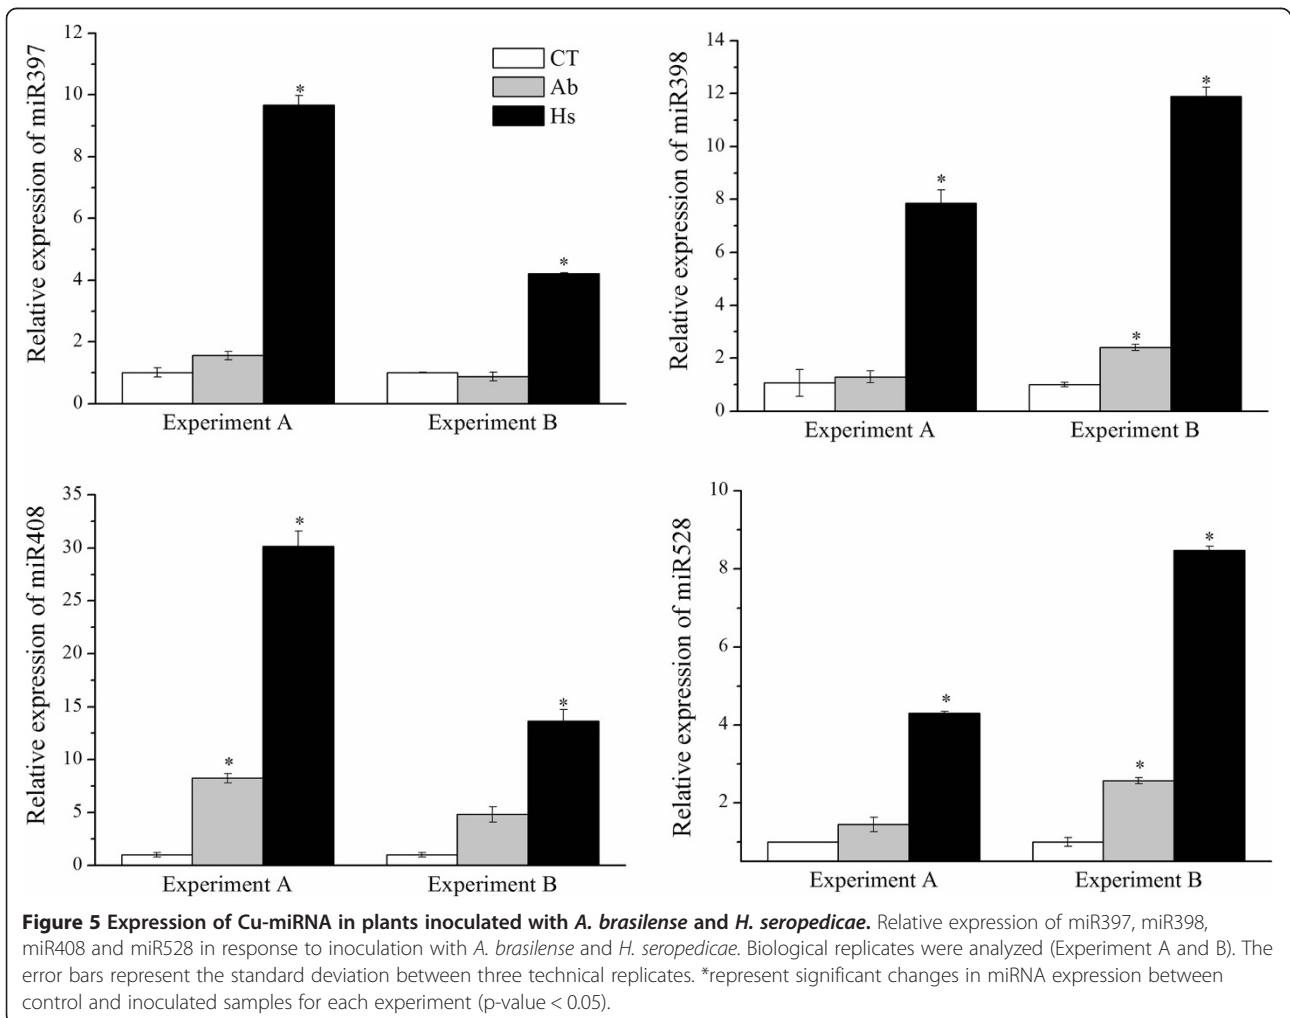 Relative expression of miR397
12
10
8
6
4
2
0
*
*
Experiment A
Experiment B
CT
Ab
Hs
Relative expression of miR398
14
12
10
8
6
4
2
0
*
*
*
Experiment A
Experiment B
Relative expression of miR408
35
30
25
20
15
10
5
0
*
*
*
Experiment A
Experiment B
Relative expression of miR528
10
8
6
4
2
*
*
*
Experiment A
Experiment B
Figure 5 Expression of Cu-miRNA in plants inoculated with A. brasilense and H. seropedicae. Relative expression of miR397, miR398,
miR408 and miR528 in response to inoculation with A. brasilense and H. seropedicae. Biological replicates were analyzed (Experiment A and B). The
error bars represent the standard deviation between three technical replicates. *represent significant changes in miRNA expression between
control and inoculated samples for each experiment (p-value < 0.05).